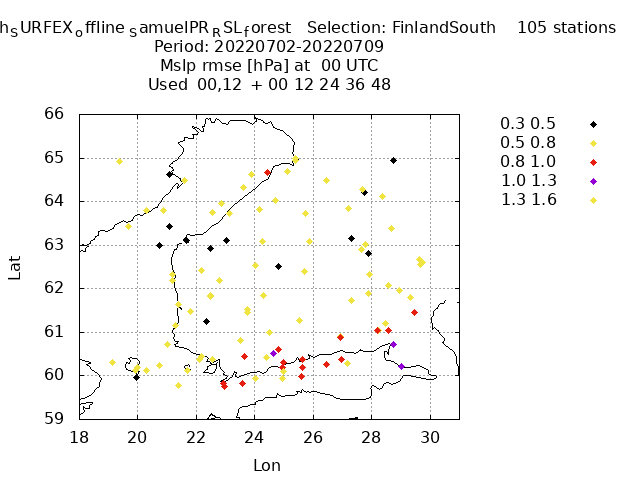 hSURFEXoffline SamuelPRRSLforest Selection: FinlandSouth 105 stations
Period: 20220702-20220709
Mslp rmse [hPa] at 00 UTC
Used 00,12 + 00 12 24 36 48
0.3 0.5
0.5 0.8
0.8 1.0
1.0 1.3
1.3 1.6
66
65
64
63
62
61
60
59
Lat
18 20 22 24 26 28 30
Lon